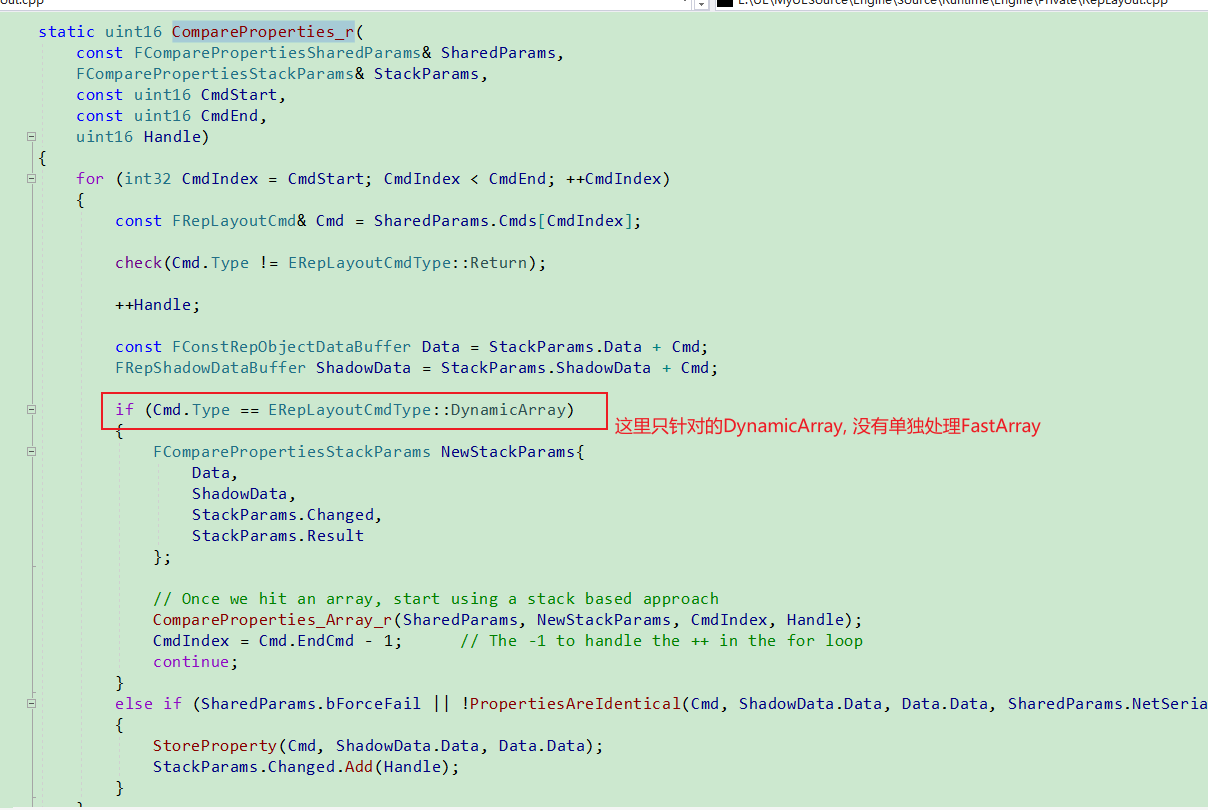 out.cpp
E:\UE\MyUESource\Engine\Source\Runtime\Engine\Private\RepLayout.cpp
static uint16 CompareProperties_r(
const FComparePropertiesSharedParams& SharedParams,
FComparePropertiesStackParams& StackParams,
const uint16 CmdStart,
const uint16 CmdEnd,
uint16 Handle)
{
for (int32 CmdIndex = CmdStart; CmdIndex < CmdEnd; ++CmdIndex)
{
const FRepLayoutCmd& Cmd = SharedParams.Cmds[CmdIndex];
check(Cmd.Type != ERepLayoutCmdType::Return);
++Handle;
const FConstRepObjectDataBuffer Data = StackParams.Data + Cmd;
FRepShadowDataBuffer ShadowData = StackParams.ShadowData + Cmd;
if (Cmd.Type == ERepLayoutCmdType::DynamicArray)
这里只针对的DynamicArray, 没有单独处理FastArray
{
FComparePropertiesStackParams NewStackParams{
Data,
ShadowData,
StackParams.Changed,
StackParams.Result
};
// Once we hit an array, start using a stack based approach
CompareProperties_Array_r(SharedParams, NewStackParams, CmdIndex, Handle);
CmdIndex = Cmd.EndCmd - 1; // The -1 to handle the ++ in the for loop
continue;
}
else if (SharedParams.bForceFail || !PropertiesAreIdentical(Cmd, ShadowData.Data, Data.Data, SharedParams.NetSeria
{
StoreProperty(Cmd, ShadowData.Data, Data.Data);
StackParams.Changed.Add(Handle);
}
}